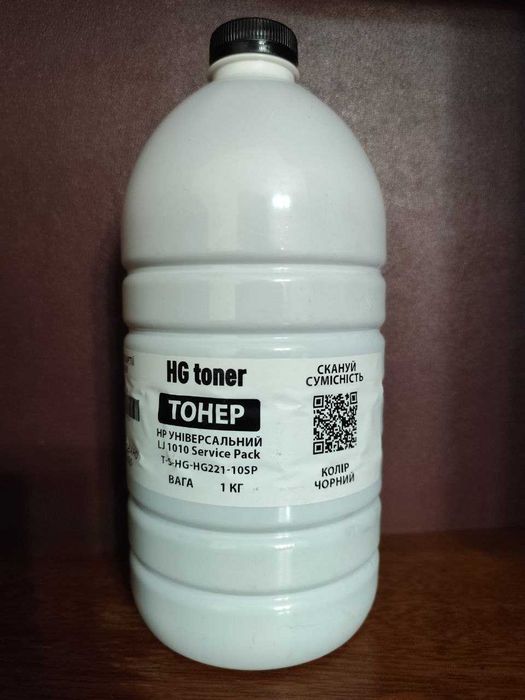 HG toner
ТОНЕР
HP УНІВЕРСАЛЬНИЙ
LJ 1010 Service Pack
T-S-HG-HG221-10SP
ВАГА 1 КГ
СКАНУЙ
СУМІСНІСТЬ
КОЛІР
ЧОРНИЙ